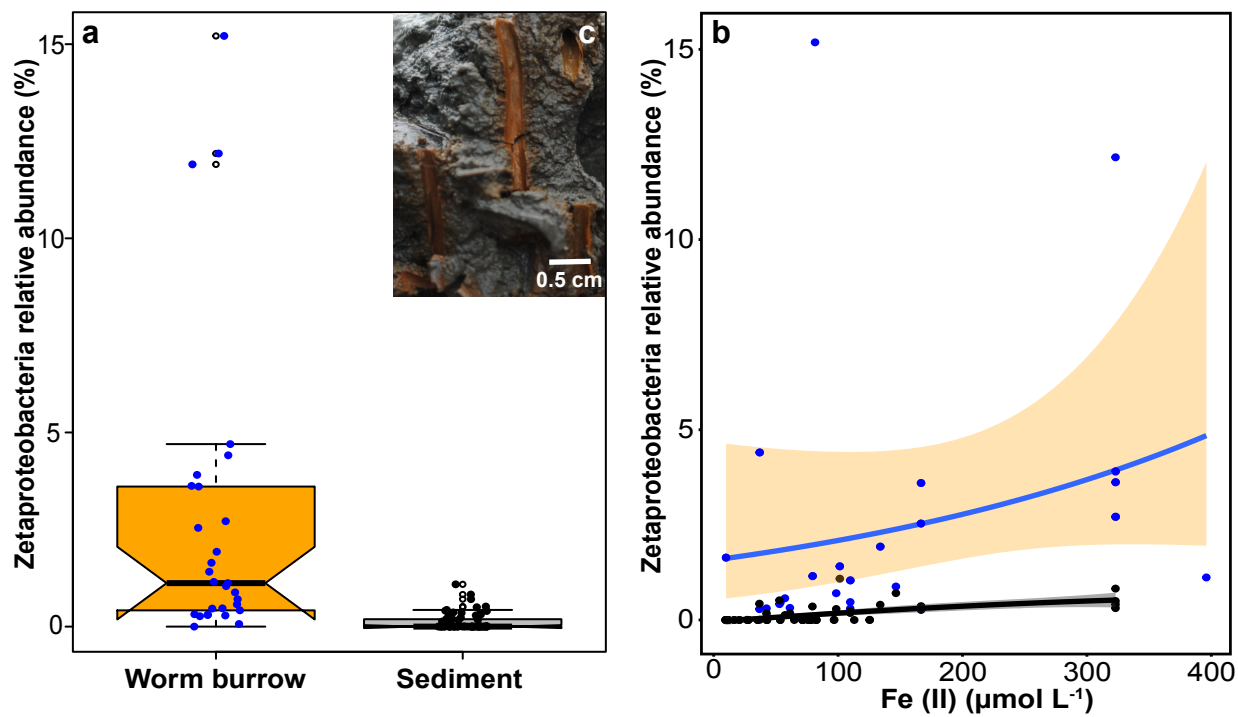 a
c
b
Zetaproteobacteria relative abundance (%)
15
10
5
0
0.5 cm
Worm burrow
Sediment
Zetaproteobacteria relative abundance (%)
15
10
5
0
0
100
200
300
400
Fe (II) (µmol L⁻¹)